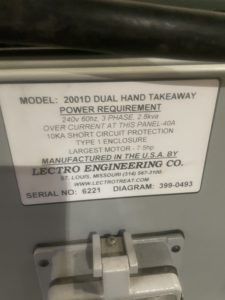 MODEL: 2001D DUAL HAND TAKEAWAY
POWER REQUIREMENT
240v 60hz, 3 PHASE, 2.8kva
OVER CURRENT AT THIS PANEL-40A
10KA SHORT CIRCUIT PROTECTION
TYPE 1 ENCLOSURE
LARGEST MOTOR - 7.5hp
MANUFACTURED IN THE U.S.A. BY
LECTRO ENGINEERING CO.
ST. LOUIS, MISSOURI (314) 567-3100
WWW.LECTROTREAT.COM
SERIAL NO: 6221 DIAGRAM: 399-0493